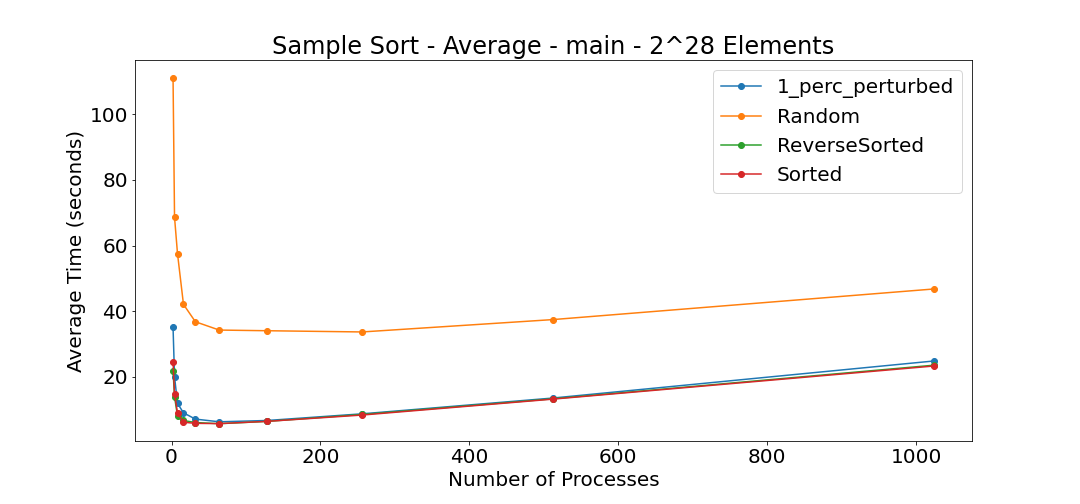 Sample Sort - Average - main - 2^28 Elements
1_perc_perturbed
Random
ReverseSorted
Sorted
Average Time (seconds)
100
80
60
40
20
0 200 400 600 800 1000
Number of Processes